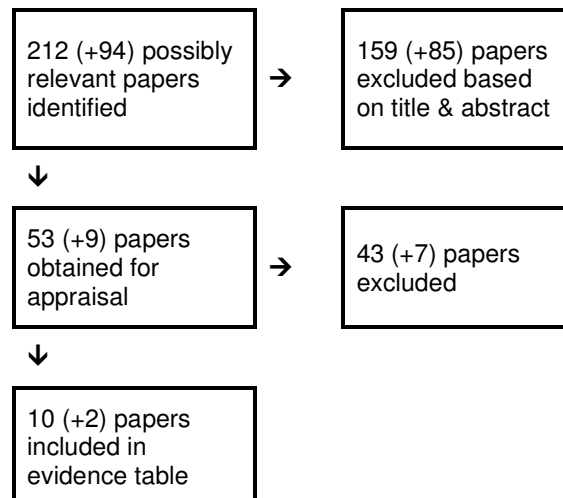 212 (+94) possibly
relevant papers
identified
→
159 (+85) papers
excluded based
on title & abstract
↓
53 (+9) papers
obtained for
appraisal
→
43 (+7) papers
excluded
↓
10 (+2) papers
included in
evidence table